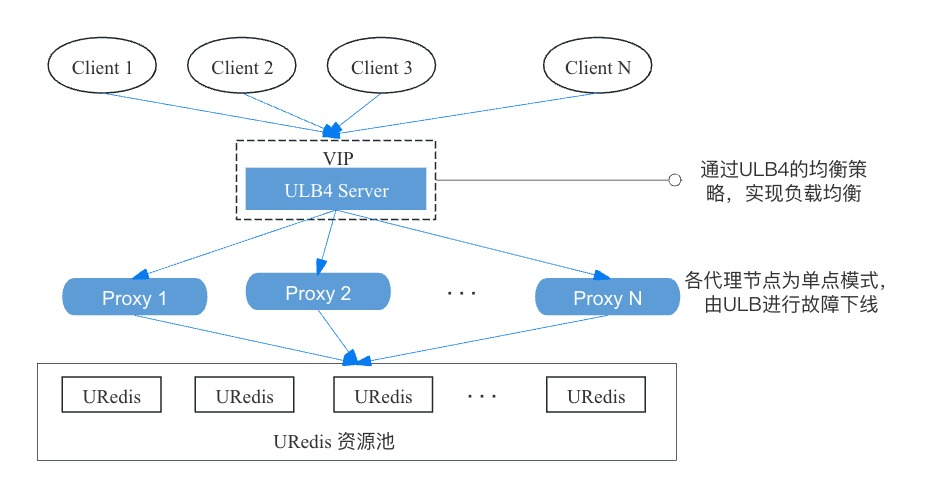 Client 1
Client 2
Client 3
Client N
VIP
ULB4 Server
通过ULB4的均衡策
略，实现负载均衡
Proxy 1
Proxy 2
· · ·
Proxy N
各代理节点为单点模式，
由ULB进行故障下线
URedis
URedis
URedis
· · ·
URedis
URedis 资源池